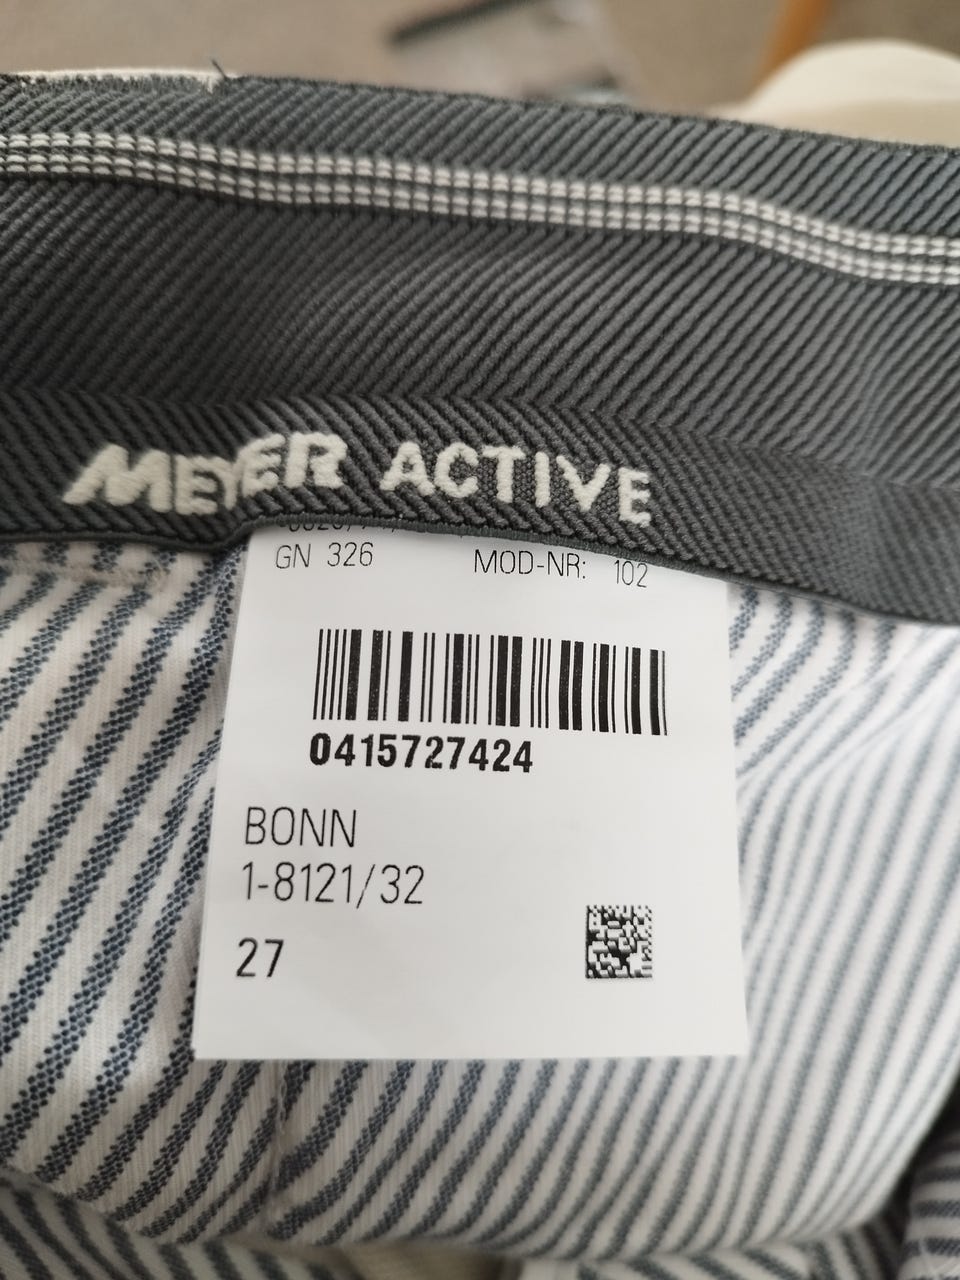 MEYER ACTIVE
GN 326 MOD-NR: 102
0415727424
BONN
1-8121/32
27